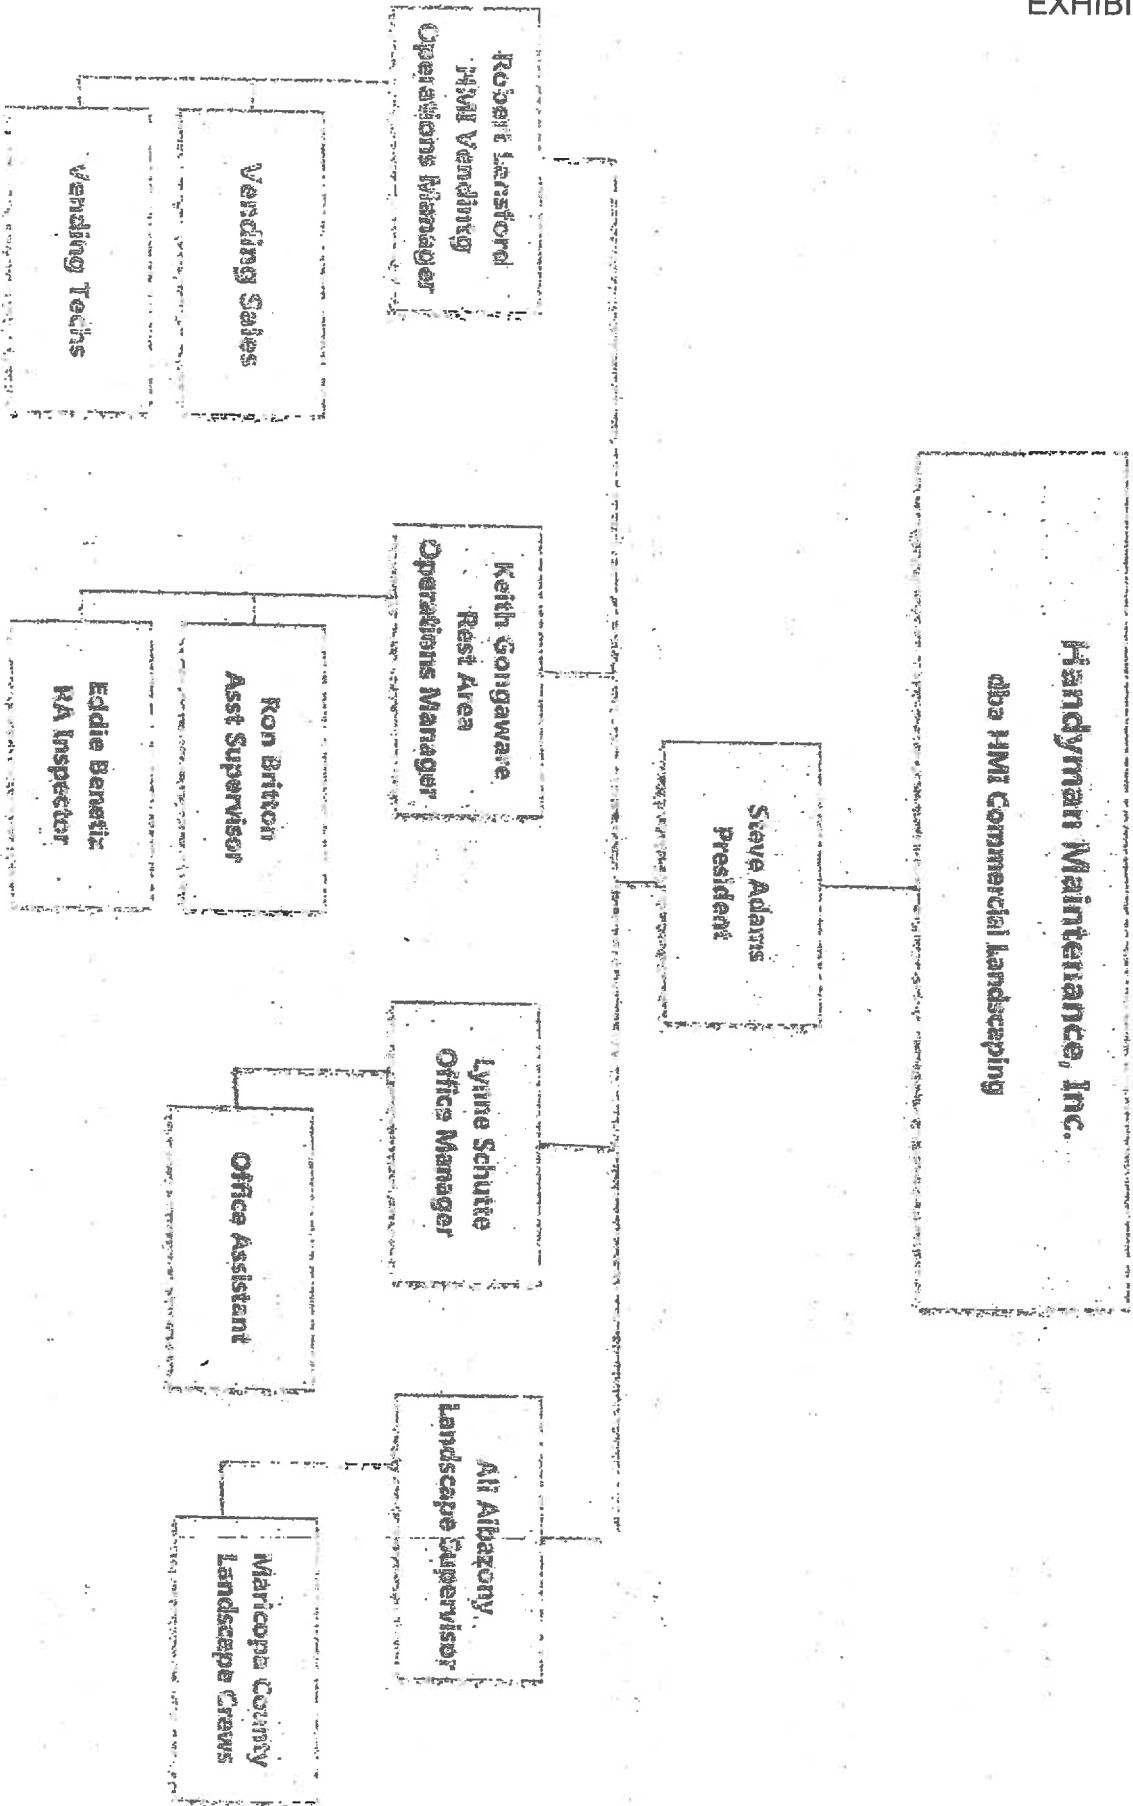 EXHIBI
Handyman Maintenance, Inc.
dba HMI Commercial Landscaping
Steve Adams
President
Robert Lensford
HMI Vending
Operations Manager
Vending Sales
Vending Techs
Keith Gongaware,
Rest Area
Operations Manager
Ron Britton
Asst Supervisor
Eddie Benetiz
RA Inspector
Lynne Schutte
Office Manager
Office Assistant
Ali Albazony,
Landscape Supervisor
Maricopa County
Landscape Crews